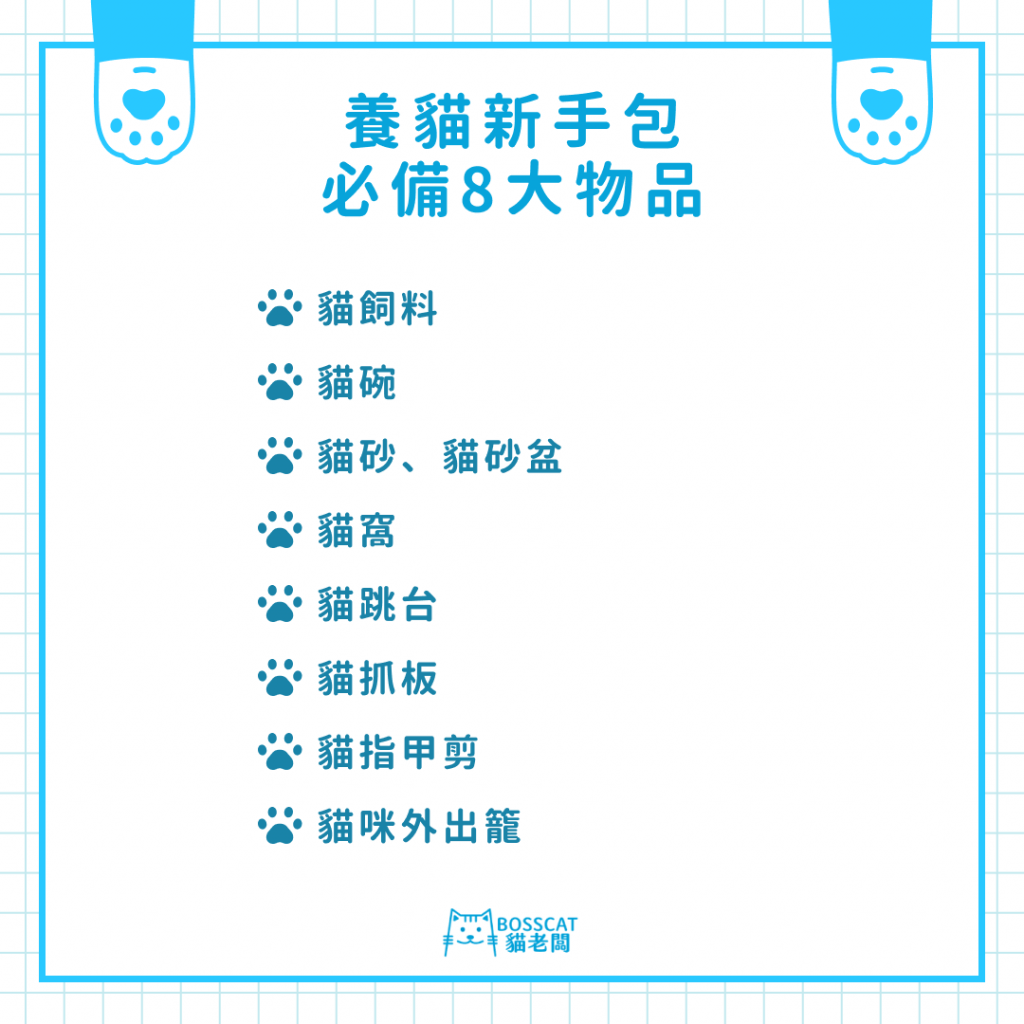 養貓新手包
必備8大物品
貓飼料
貓碗
貓砂、貓砂盆
貓窩
貓跳台
貓抓板
貓指甲剪
貓咪外出籠
BOSSCAT
貓老闆